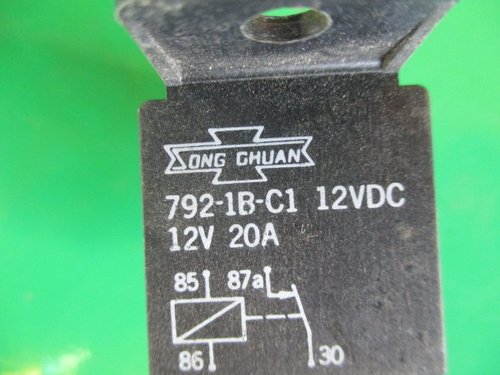 SONG CHUAN
792-1B-C1 12VDC
12V 20A
85 87a
86 30